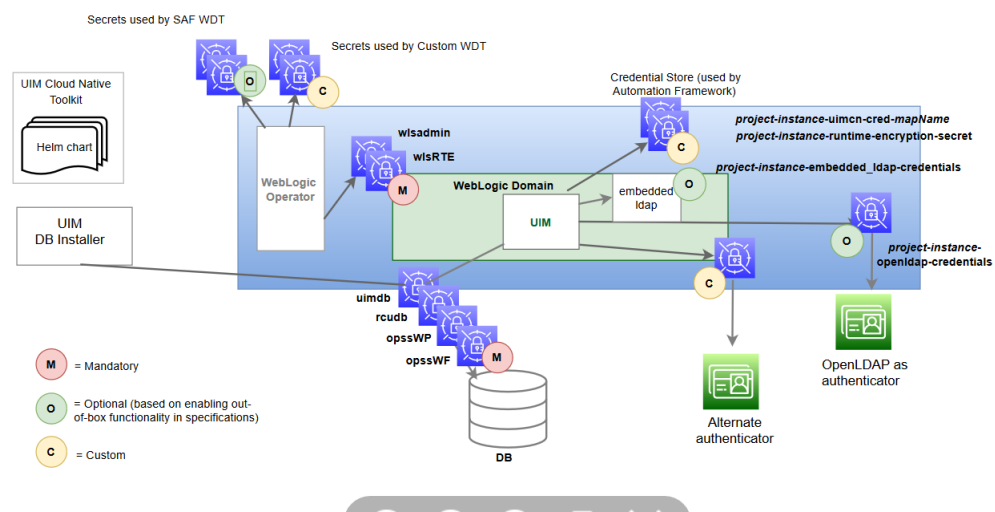 Secrets used by SAF WDT
Secrets used by Custom WDT
O
C
UIM Cloud Native
Toolkit
Helm chart
Credential Store (used by
Automation Framework)
project-instance-uimcn-cred-mapName
project-instance-runtime-encryption-secret
C
wlsadmin
wlsRTE
M
WebLogic
Operator
project-instance-embedded_ldap-credentials
WebLogic Domain
O
embedded
ldap
UIM
UIM
DB Installer
O
project-instance-
openldap-credentials
C
uimdb
rcudb
opssWP
opssWF
M
DB
OpenLDAP as
authenticator
Alternate
authenticator
M = Mandatory
O = Optional (based on enabling out-
of-box functionality in specifications)
C = Custom